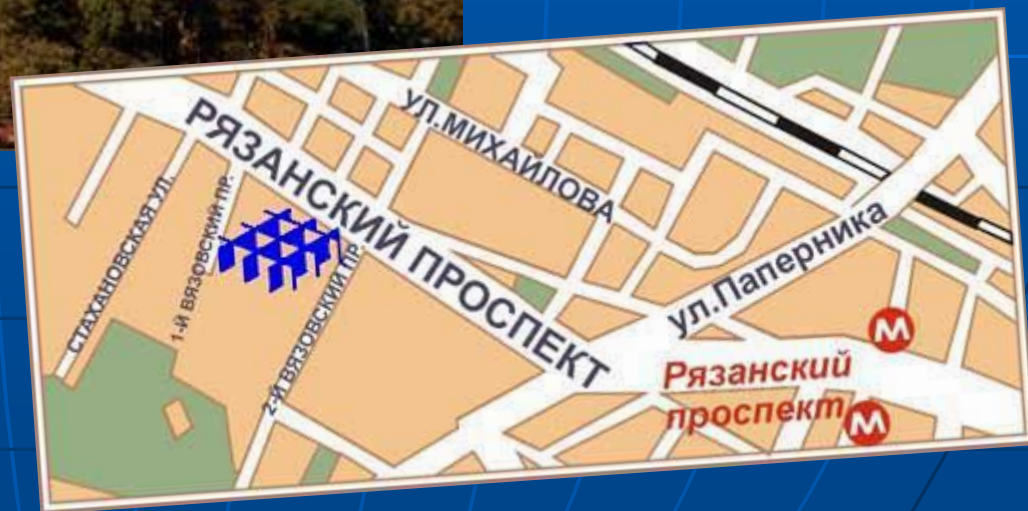 УЛ.МИХАЙЛОВА
РЯЗАНСКИЙ ПРОСПЕКТ
СТАХАНОВСКАЯ УЛ.
1-Й ВЯЗОВСКИЙ ПР.
2-Й ВЯЗОВСКИЙ ПР.
ул.Паперника
М
Рязанский
проспект
М